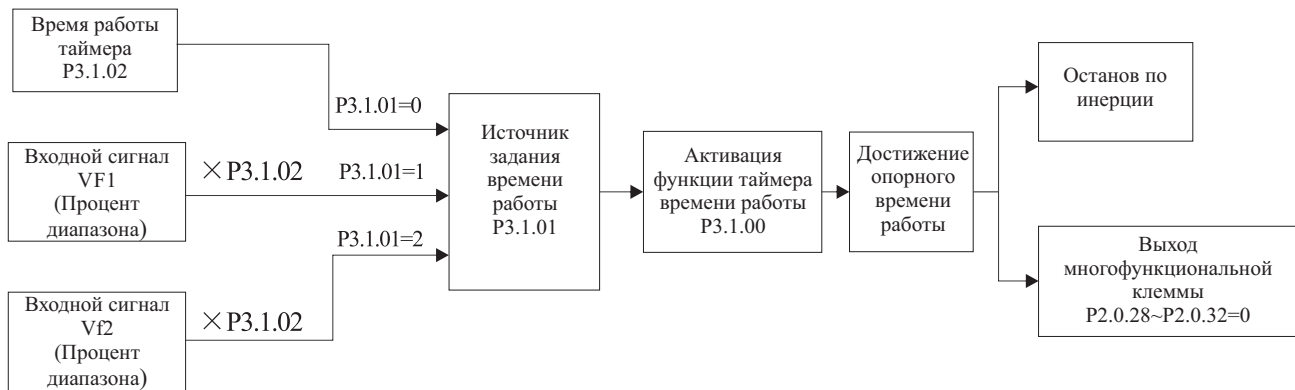 Время работы
таймера
P3.1.02
P3.1.01=0
Входной сигнал
VF1
(Процент
диапазона)
×P3.1.02
P3.1.01=1
Входной сигнал
Vf2
(Процент
диапазона)
×P3.1.02
P3.1.01=2
Источник
задания
времени
работы
P3.1.01
Активация
функции таймера
времени работы
P3.1.00
Достижение
опорного
времени
работы
Останов по
инерции
Выход
многофункциональной
клеммы
P2.0.28~P2.0.32=0